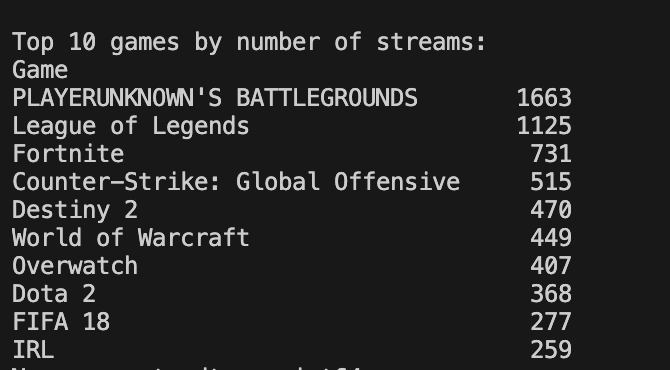 Top 10 games by number of streams:
Game
PLAYERUNKNOWN'S BATTLEGROUNDS 1663
League of Legends 1125
Fortnite 731
Counter-Strike: Global Offensive 515
Destiny 2 470
World of Warcraft 449
Overwatch 407
Dota 2 368
FIFA 18 277
IRL 259